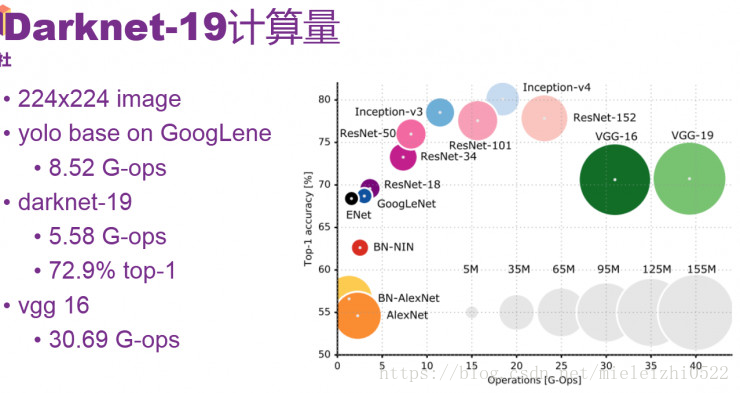 Darknet-19计算量
社
• 224x224 image
• yolo base on GoogLene
• 8.52 G-ops
• darknet-19
• 5.58 G-ops
• 72.9% top-1
• vgg 16
• 30.69 G-ops
Top-1 accuracy [%]
80
75
70
65
60
55
50
Inception-v4
Inception-v3
ResNet-152
ResNet-50
ResNet-101
VGG-16
VGG-19
ResNet-34
ResNet-18
GoogLeNet
ENet
BN-NIN
5M
35M
65M
95M
125M
155M
BN-AlexNet
AlexNet
0
5
10
15
20
25
30
35
40
Operations [G-Ops]
https://blog.csdn.net/mieleizhi0522